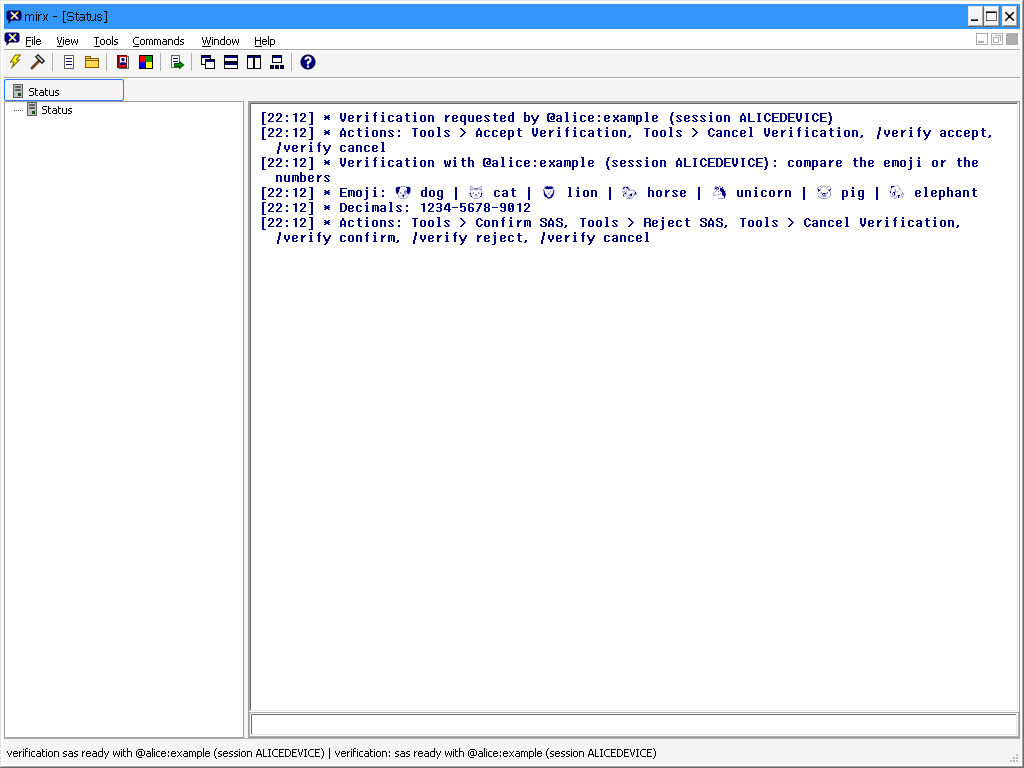 mirx - [Status]
File View Tools Commands Window Help
Status
Status
[22:12] * Verification requested by @alice:example (session ALICEDEVICE)
[22:12] * Actions: Tools > Accept Verification, Tools > Cancel Verification, /verify accept,
/verify cancel
[22:12] * Verification with @alice:example (session ALICEDEVICE): compare the emoji or the
numbers
[22:12] * Emoji: 🐶 dog | 🐱 cat | 🦁 lion | 🐎 horse | 🦄 unicorn | 🐷 pig | 🐘 elephant
[22:12] * Decimals: 1234-5678-9012
[22:12] * Actions: Tools > Confirm SAS, Tools > Reject SAS, Tools > Cancel Verification,
/verify confirm, /verify reject, /verify cancel
verification sas ready with @alice:example (session ALICEDEVICE) | verification: sas ready with @alice:example (session ALICEDEVICE)